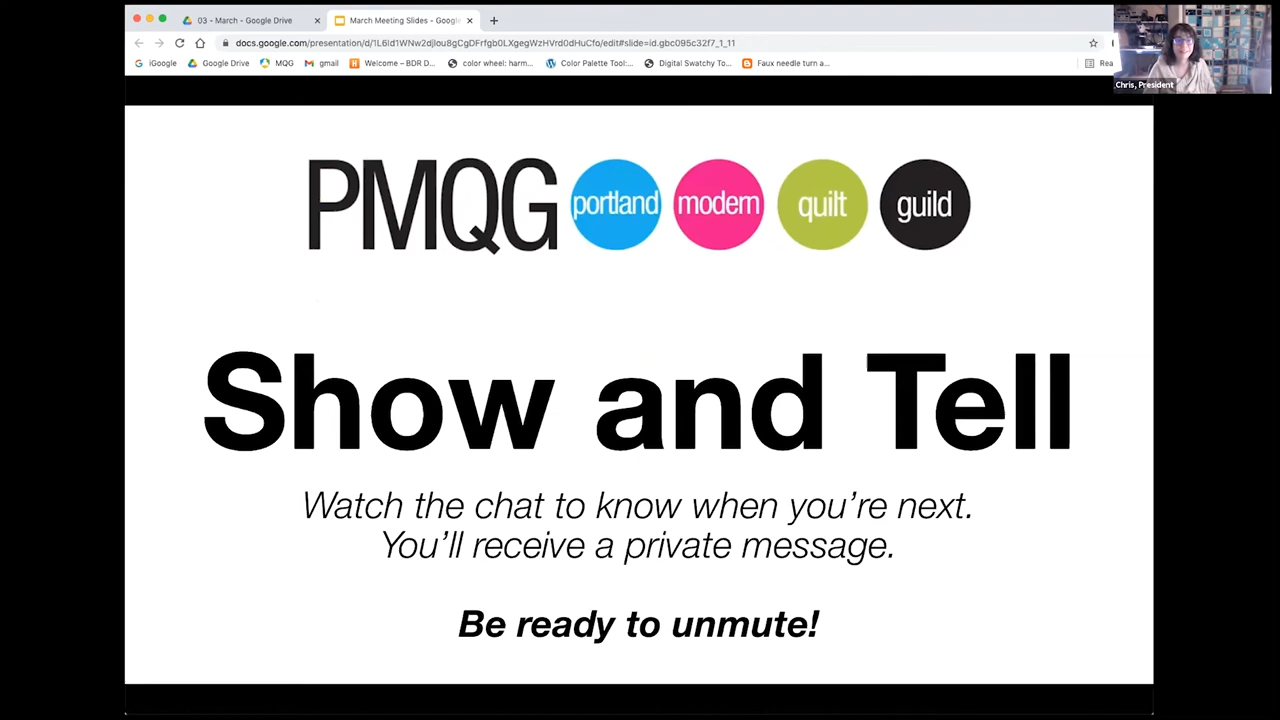 03 - March - Google Drive
March Meeting Slides - Google
docs.google.com/presentation/d/1L6Id1WNw2djlou8gCgDFrfgb0LXgegWzHVrd0dHuCfo/edit#slide=id.gbc095c32f7_1_11
iGoogle
Google Drive
MQG
gmail
Welcome – BDR D...
color wheel: harm...
Color Palette Tool:...
Digital Swatchy To...
Faux needle turn a...
Rea
Chris, President
PMQG portland modern quilt guild
Show and Tell
Watch the chat to know when you're next.
You'll receive a private message.
Be ready to unmute!